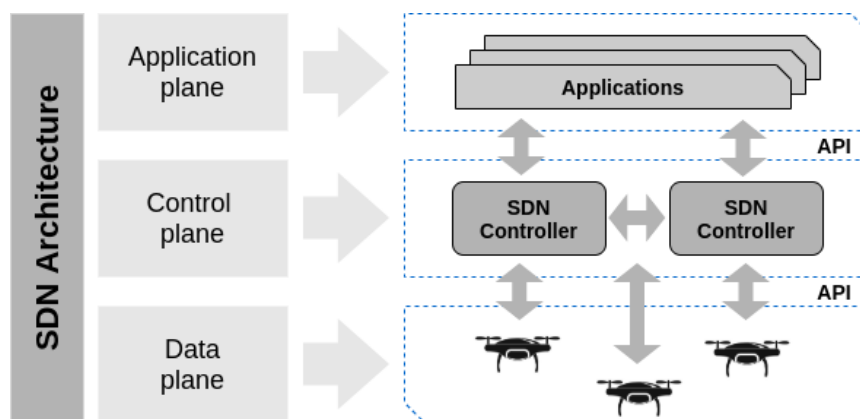 SDN Architecture
Application
plane
Applications
API
Control
plane
SDN
Controller
SDN
Controller
API
Data
plane